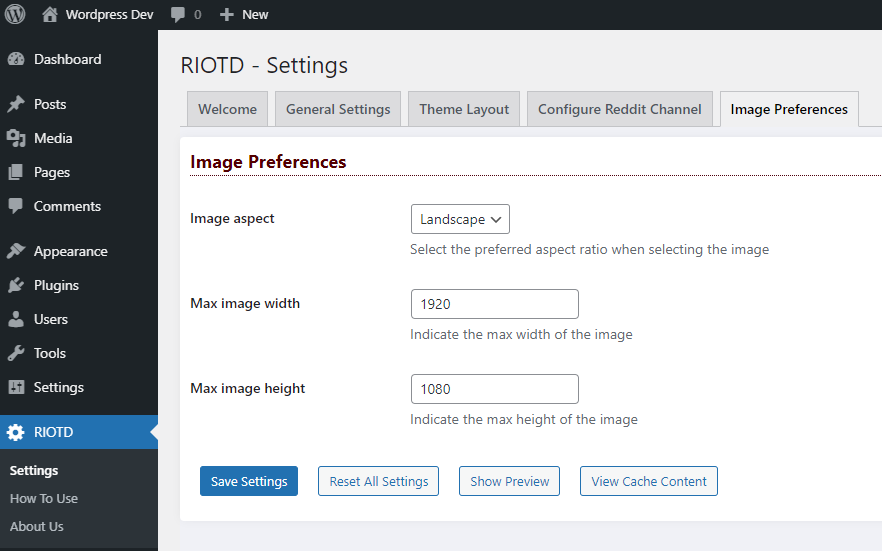 Wordpress Dev 0 New
Dashboard
Posts
Media
Pages
Comments
Appearance
Plugins
Users
Tools
Settings
RIOTD
Settings
How To Use
About Us
RIOTD - Settings
Welcome General Settings Theme Layout Configure Reddit Channel Image Preferences
Image Preferences
Image aspect Landscape
Select the preferred aspect ratio when selecting the image
Max image width 1920
Indicate the max width of the image
Max image height 1080
Indicate the max height of the image
Save Settings Reset All Settings Show Preview View Cache Content